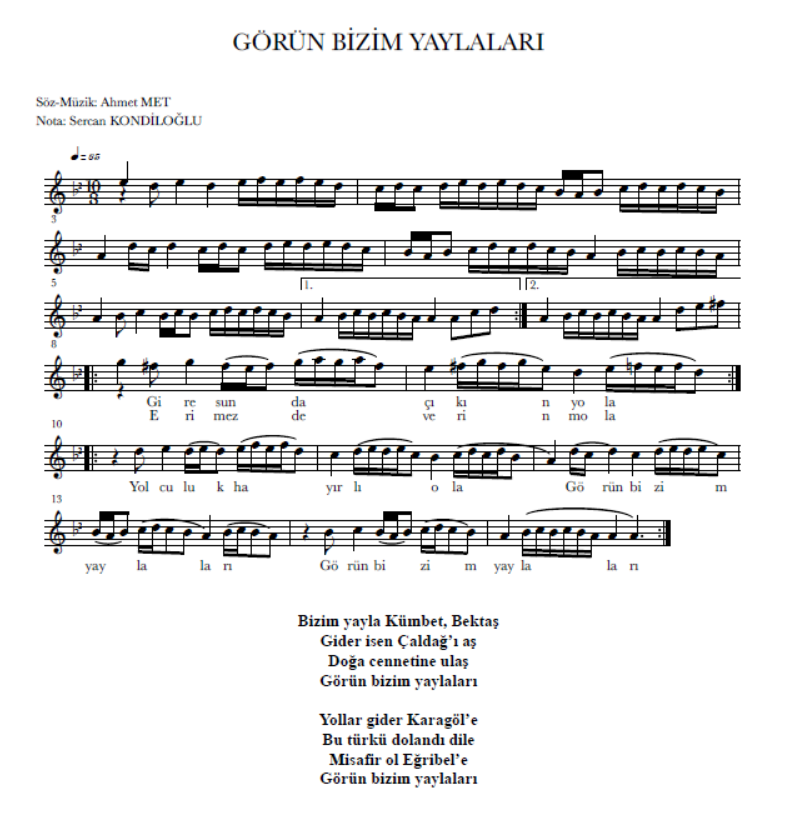 GÖRÜN BİZİM YAYLALARI
Söz-Müzik: Ahmet MET
Nota: Sercan KONDİLOĞLU
10
8
3
5
1.
2.
8
Gi re sun da çı kı n yo la
E ri mez de ve ri n mo la
10
Yol cu lu k ha yır lı o la Gö rün bi zi m
13
yay la la rı Gö rün bi zi m yay la la rı
Bizim yayla Kümbet, Bektaş
Gider isen Çaldağ’ı aş
Doğa cennetine ulaş
Görün bizim yaylaları
Yollar gider Karagöl’e
Bu türkü dolandı dile
Misafir ol Eğribel’e
Görün bizim yaylaları